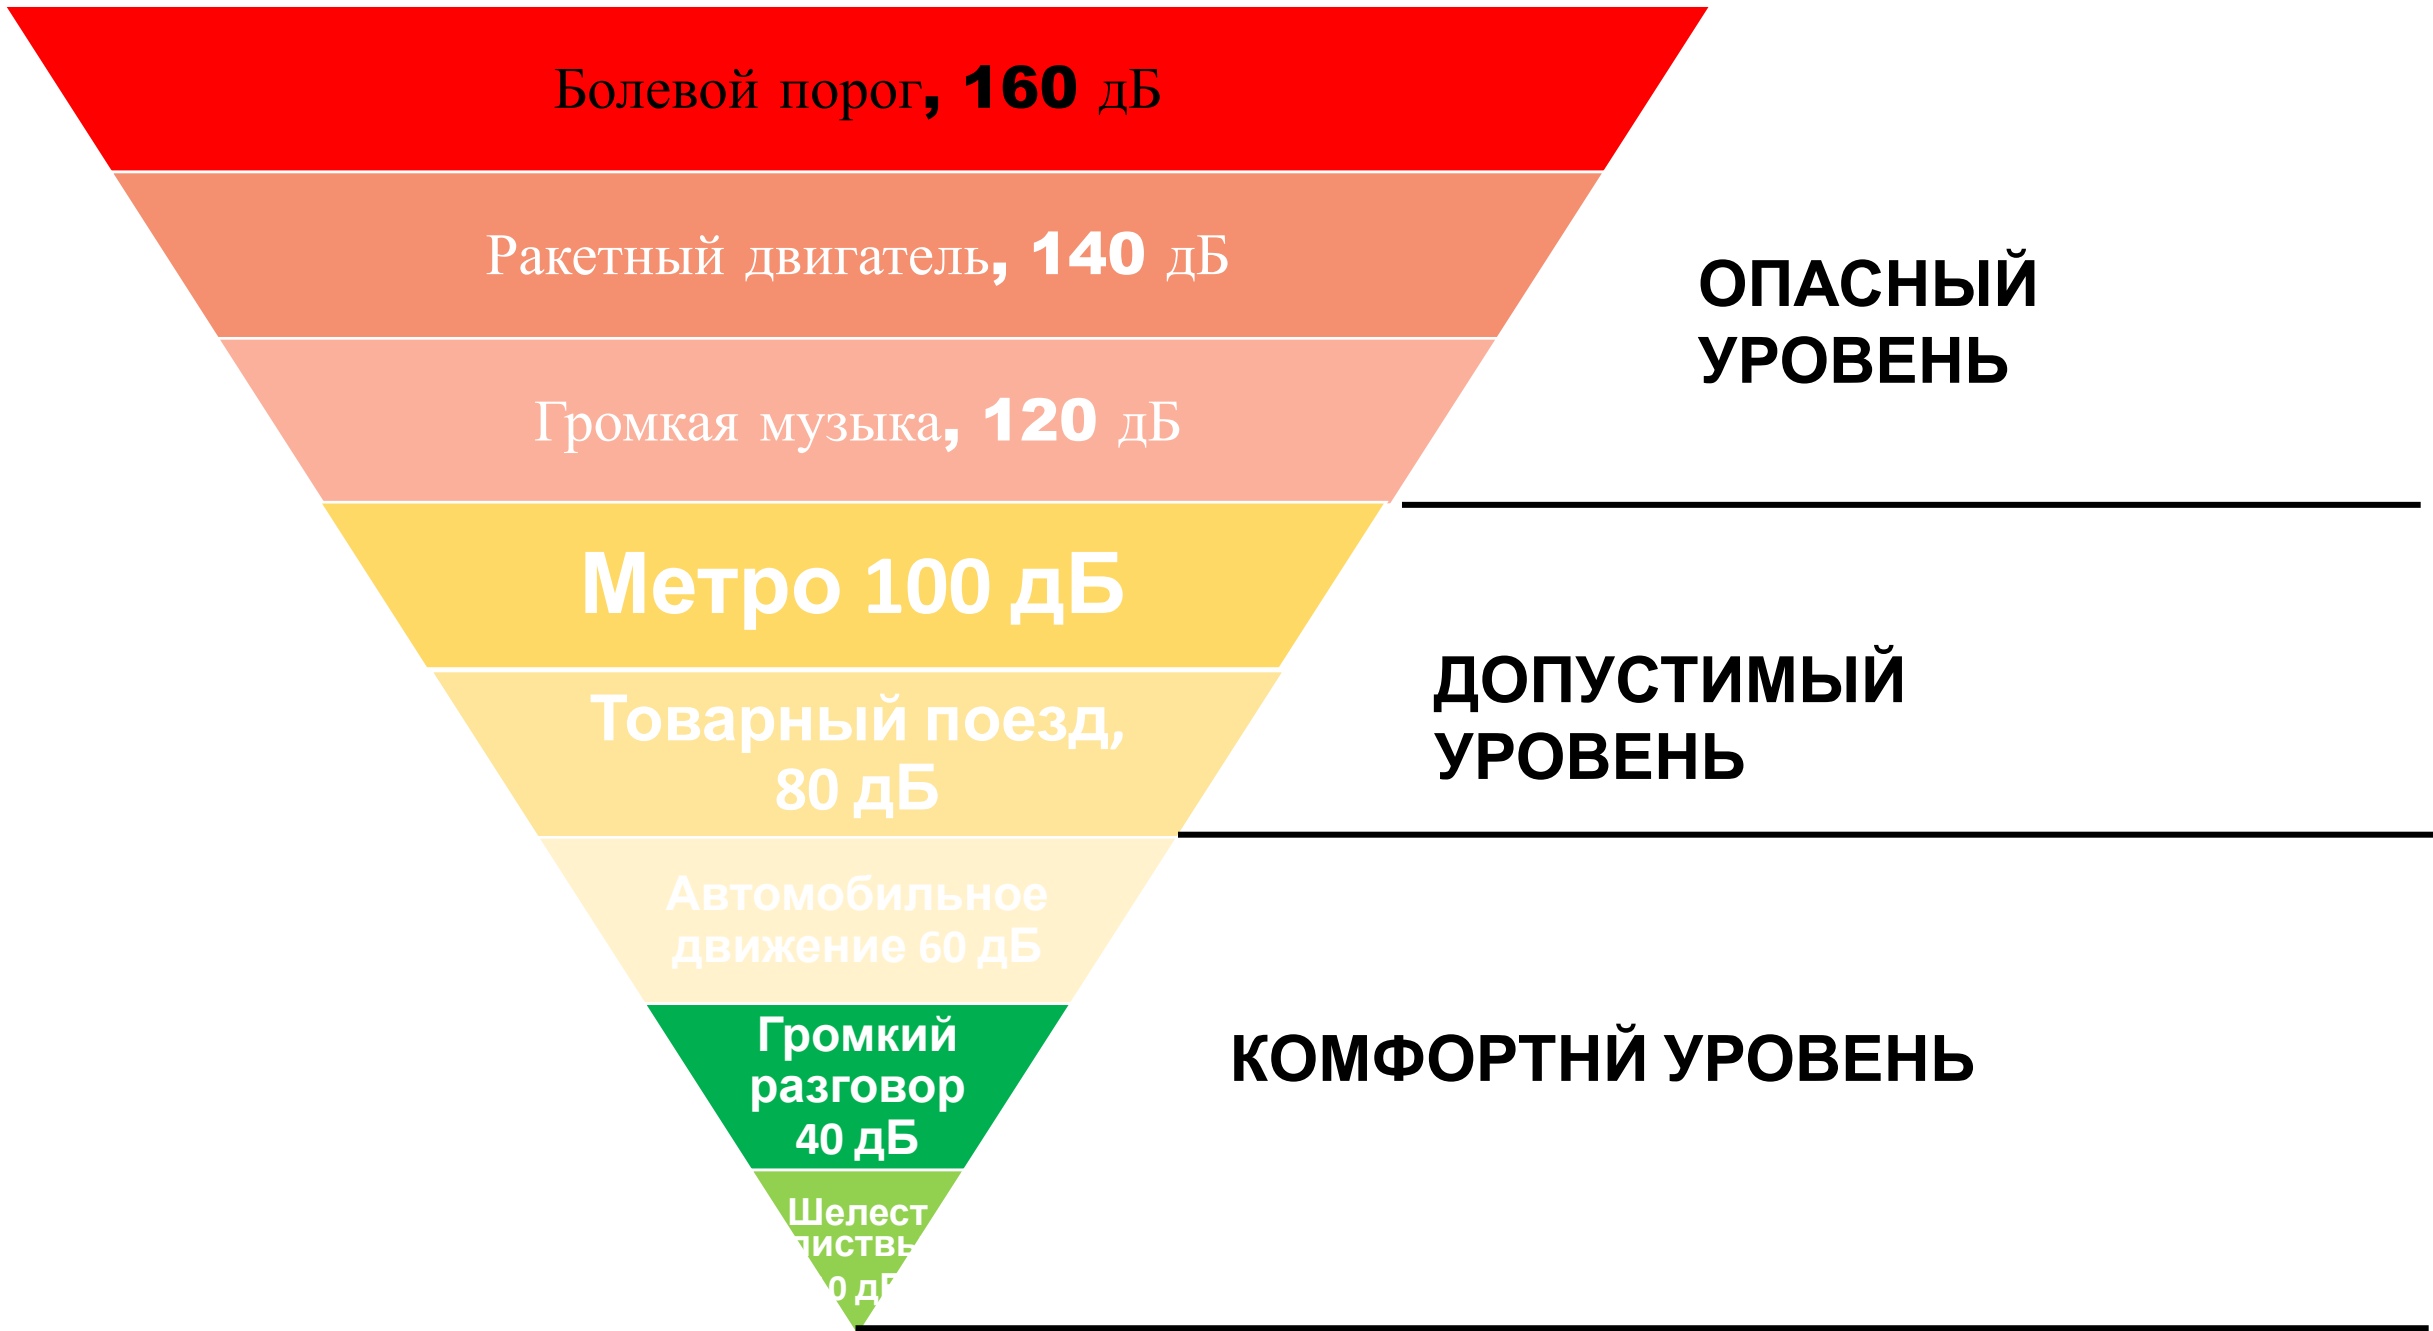 Болевой порог, 160 дБ
Ракетный двигатель, 140 дБ
Громкая музыка, 120 дБ
ОПАСНЫЙ
УРОВЕНЬ
Метро 100 дБ
Товарный поезд,
80 дБ
ДОПУСТИМЫЙ
УРОВЕНЬ
Автомобильное
движение 60 дБ
Громкий
разговор
40 дБ
КОМФОРТНЙ УРОВЕНЬ
Шелест